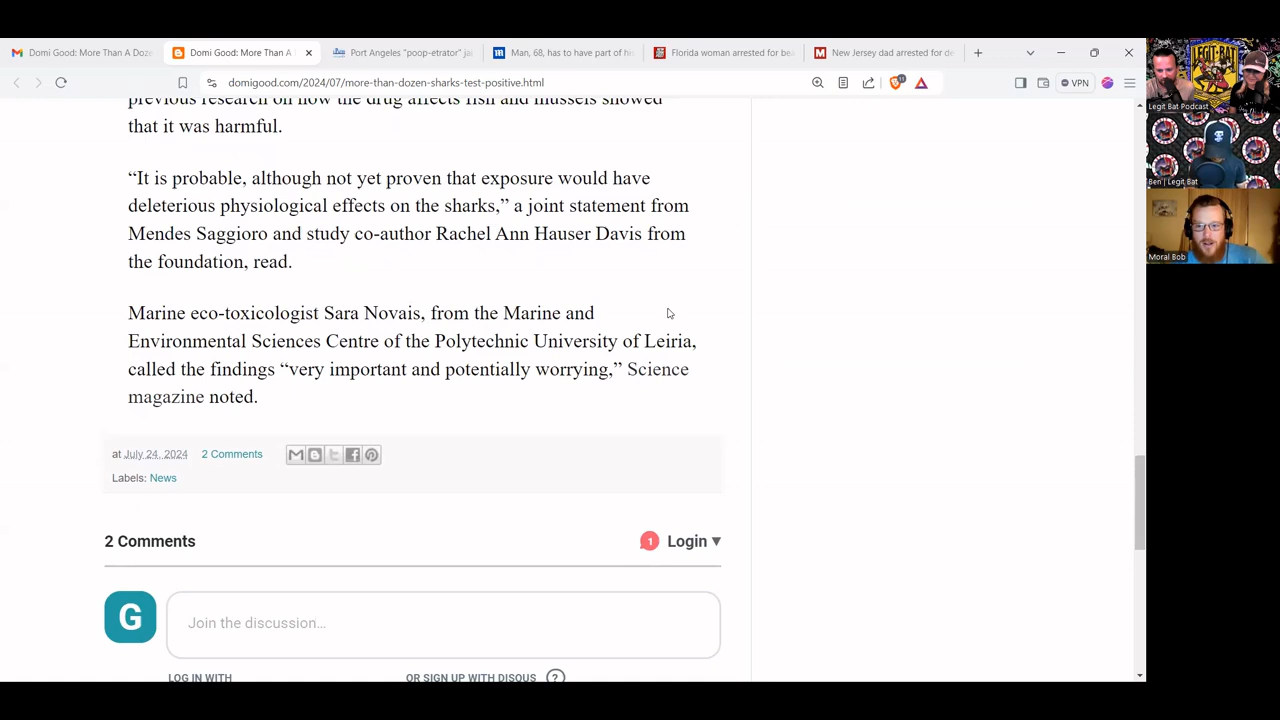 Domi Good: More Than A Doze
Domi Good: More Than A
Port Angeles "poop-etrator" ja
Man, 68, has to have part of hi
Florida woman arrested for be
New Jersey dad arrested for de
domigood.com/2024/07/more-than-dozen-sharks-test-positive.html
VPN
previous research on how the drug affects fish and mussels showed
that it was harmful.
“It is probable, although not yet proven that exposure would have
deleterious physiological effects on the sharks,” a joint statement from
Mendes Saggioro and study co-author Rachel Ann Hauser Davis from
the foundation, read.
Marine eco-toxicologist Sara Novais, from the Marine and
Environmental Sciences Centre of the Polytechnic University of Leiria,
called the findings “very important and potentially worrying,” Science
magazine noted.
at July 24, 2024 2 Comments
Labels: News
2 Comments
1 Login
G
Join the discussion…
LOG IN WITH
OR SIGN UP WITH DISQUS ?
LEGIT BAT
Legit Bat Podcast
Ben | Legit Bat
Moral Bob